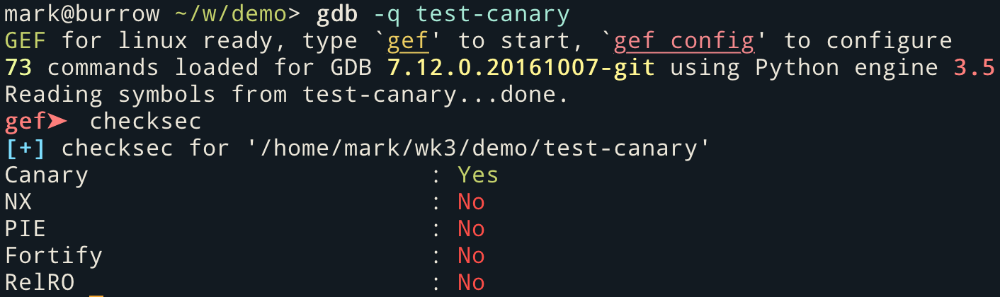 mark@burrow ~/w/demo> gdb -q test-canary
GEF for linux ready, type `gef' to start, `gef config' to configure
73 commands loaded for GDB 7.12.0.20161007-git using Python engine 3.5
Reading symbols from test-canary...done.
gef➤  checksec
[+] checksec for '/home/mark/wk3/demo/test-canary'
Canary                        : Yes
NX                            : No
PIE                           : No
Fortify                       : No
RelRO                         : No